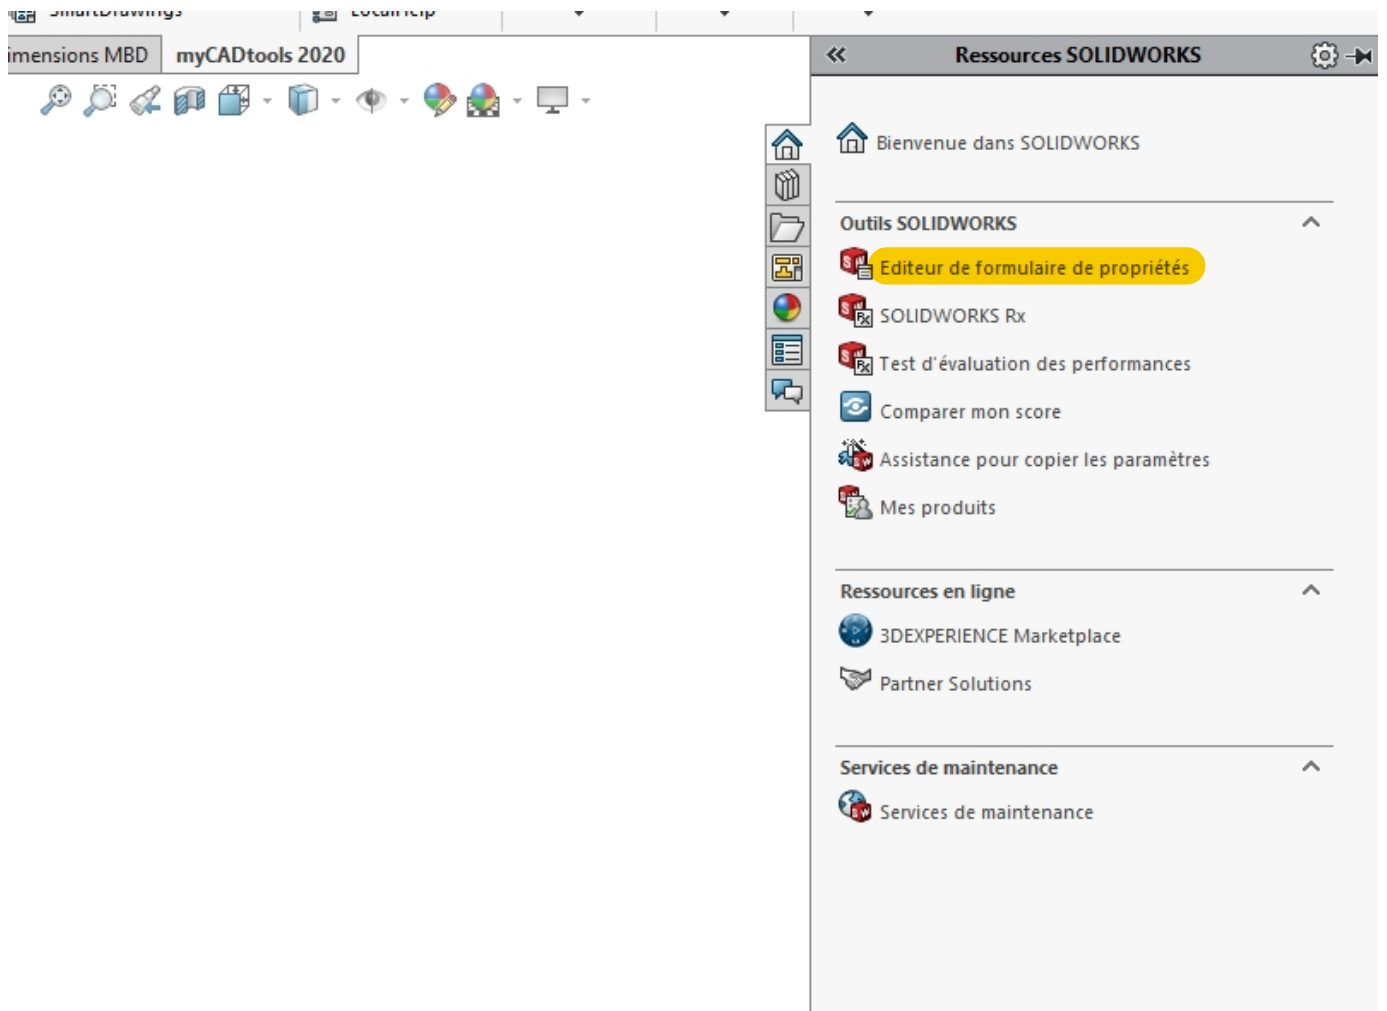 SmartDrawings
LocalHelp
imensions MBD
myCADtools 2020
Ressources SOLIDWORKS
Bienvenue dans SOLIDWORKS
Outils SOLIDWORKS
Editeur de formulaire de propriétés
SOLIDWORKS Rx
Test d'évaluation des performances
Comparer mon score
Assistance pour copier les paramètres
Mes produits
Ressources en ligne
3DEXPERIENCE Marketplace
Partner Solutions
Services de maintenance
Services de maintenance